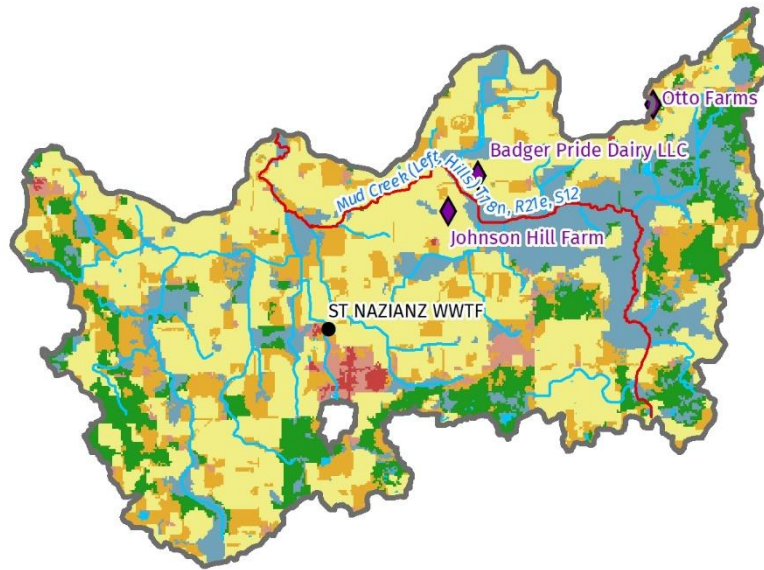 Otto Farms
Badger Pride Dairy LLC
Mud Creek (Left, Hills) T18n, R21e, S12
Johnson Hill Farm
ST NAZIANZ WWTF